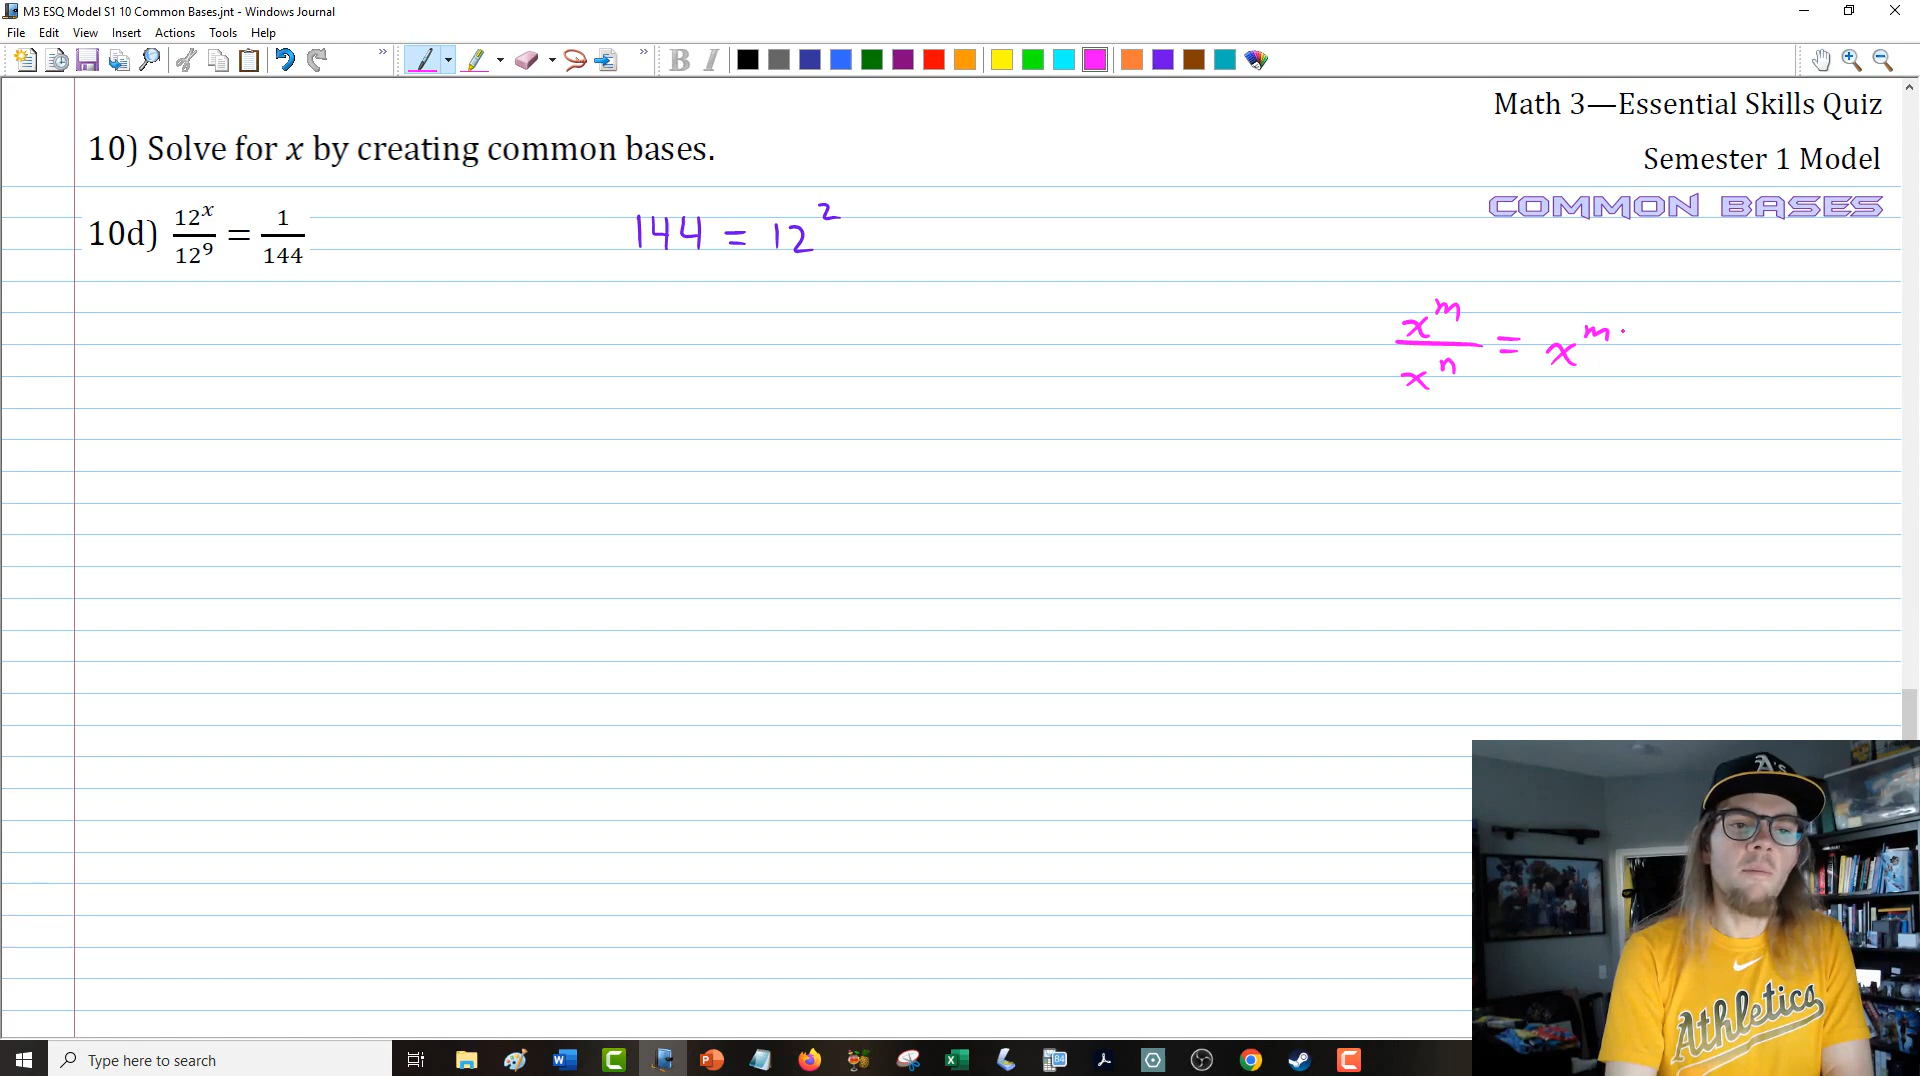 M3 ESQ Model S1 10 Common Bases.jnt - Windows Journal
File Edit View Insert Actions Tools Help
B I
Math 3—Essential Skills Quiz
10) Solve for x by creating common bases.
Semester 1 Model
COMMON BASES
10d) 12^x/12^9 = 1/144
144 = 12^2
x^m/x^n = x^m
A's
Athletics
Type here to search